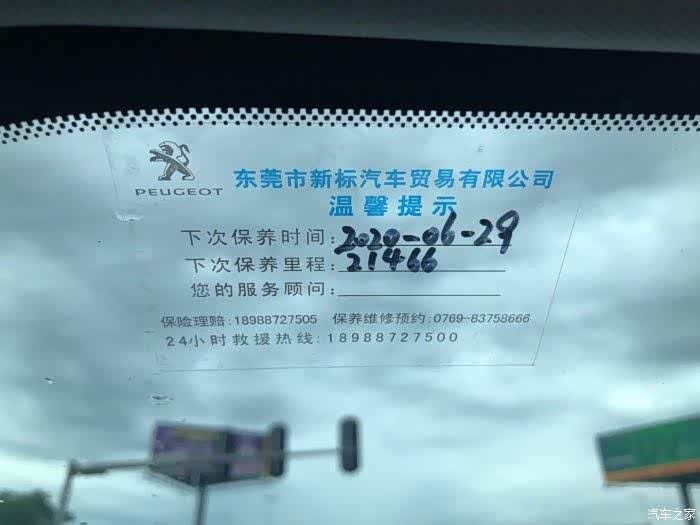 PEUGEOT
东莞市新标汽车贸易有限公司
温馨提示
下次保养时间:2020-06-29
下次保养里程:21466
您的服务顾问:
保险理赔:18988727505 保养维修预约:0769-83758666
24小时救援热线:18988727500
汽车之家